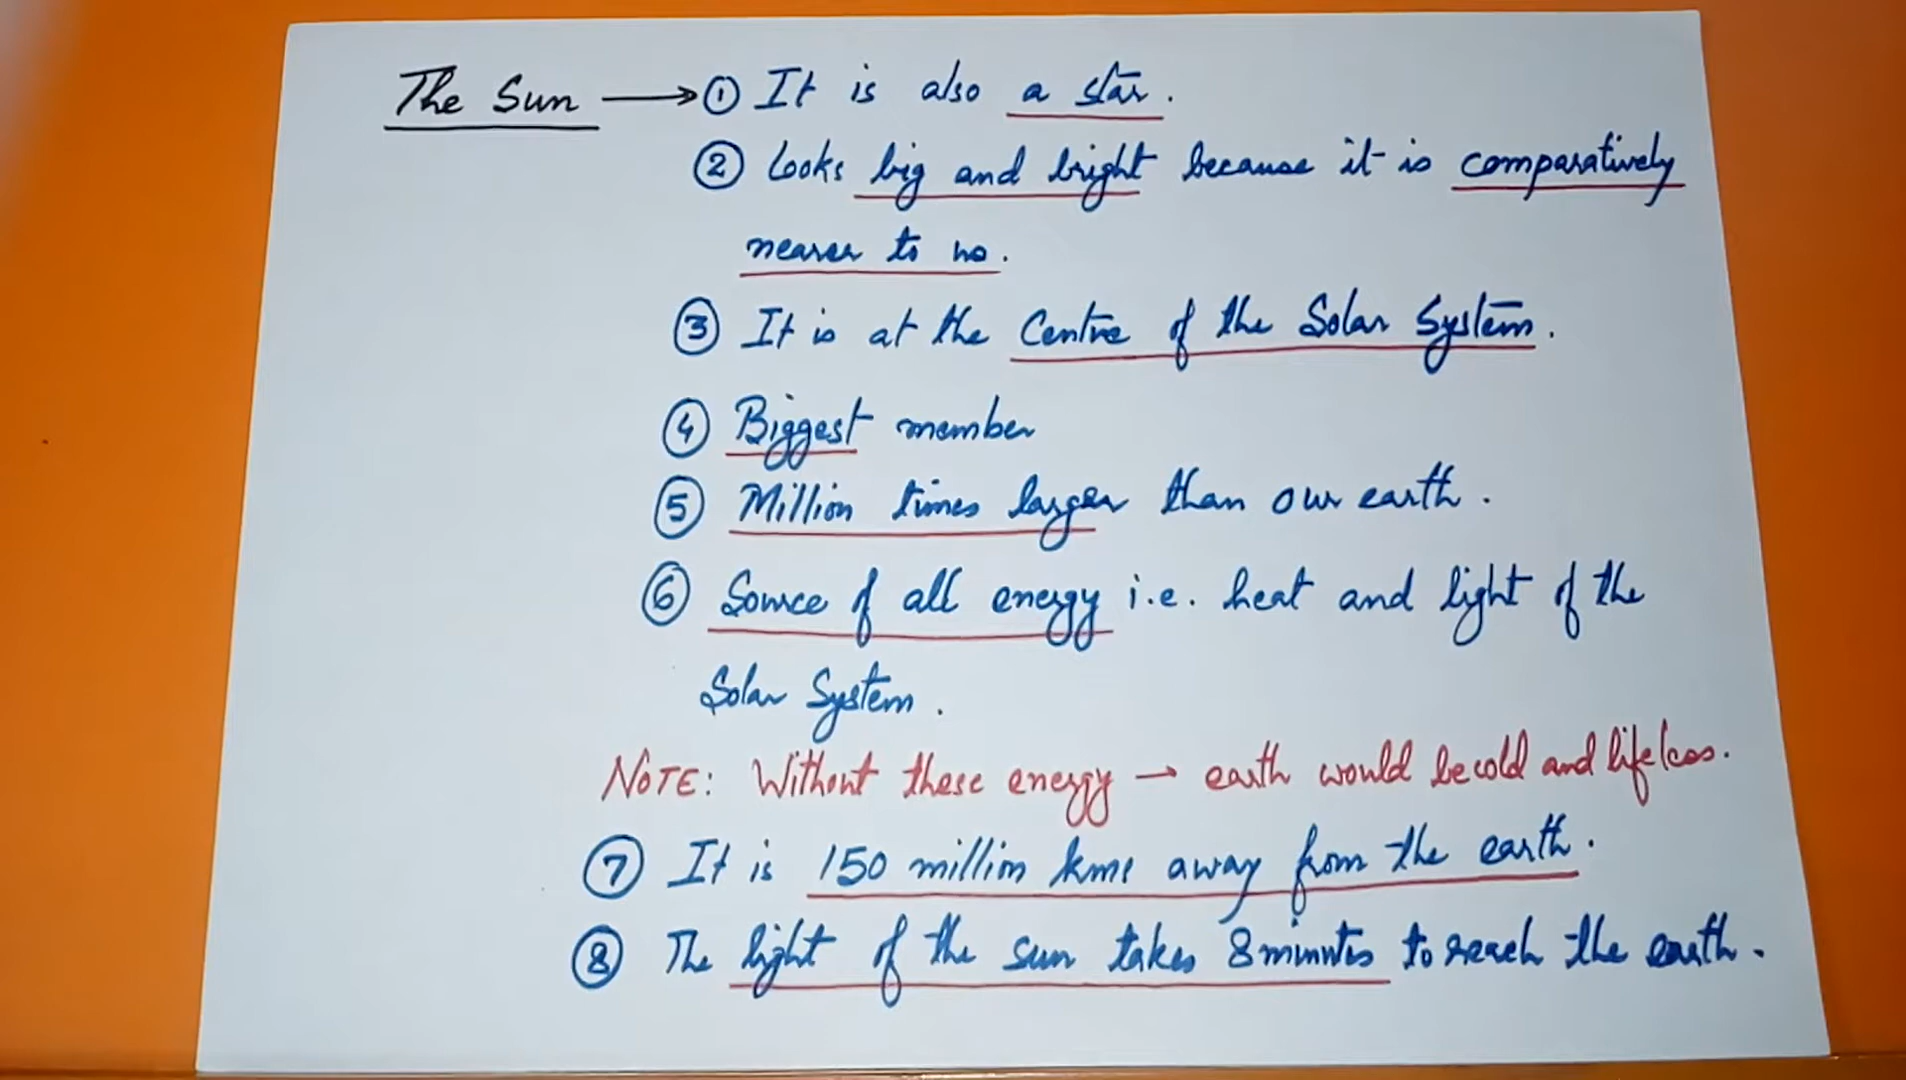 The Sun → ① It is also a star.
② Looks big and bright because it is comparatively
nearer to us.
③ It is at the Centre of the Solar System.
④ Biggest member
⑤ Million times larger than our earth.
⑥ Source of all energy i.e. heat and light of the
Solar System.
NOTE: Without these energy → earth would be cold and lifeless.
⑦ It is 150 million kms away from the earth.
⑧ The light of the sun takes 8 minutes to reach the earth.